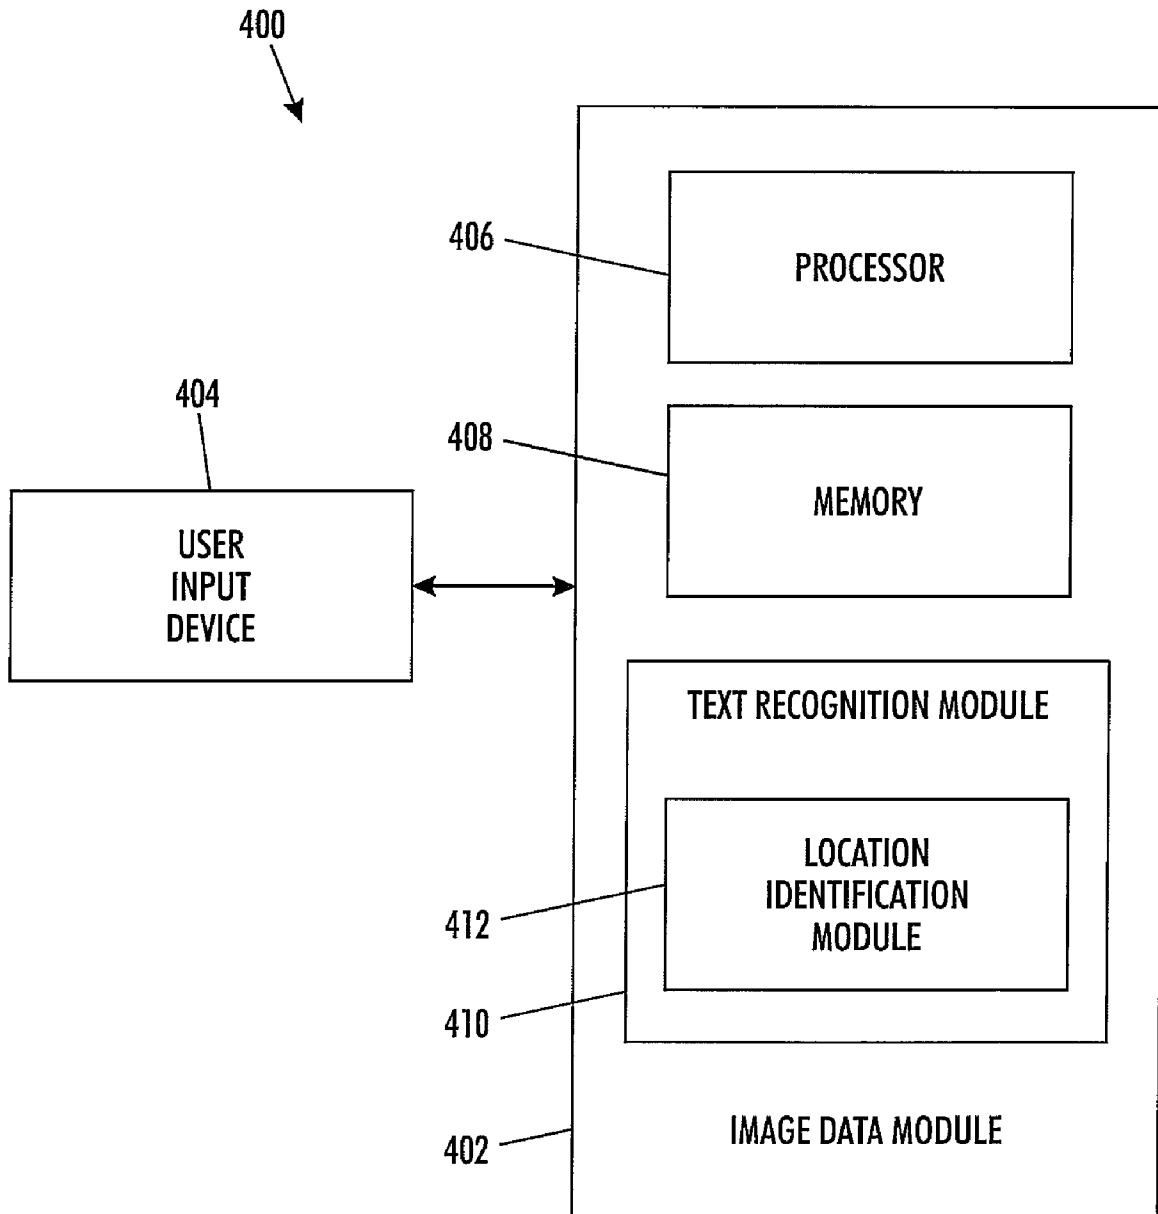 400
406
PROCESSOR
404
408
MEMORY
USER
INPUT
DEVICE
TEXT RECOGNITION MODULE
LOCATION
IDENTIFICATION
MODULE
412
410
402
IMAGE DATA MODULE